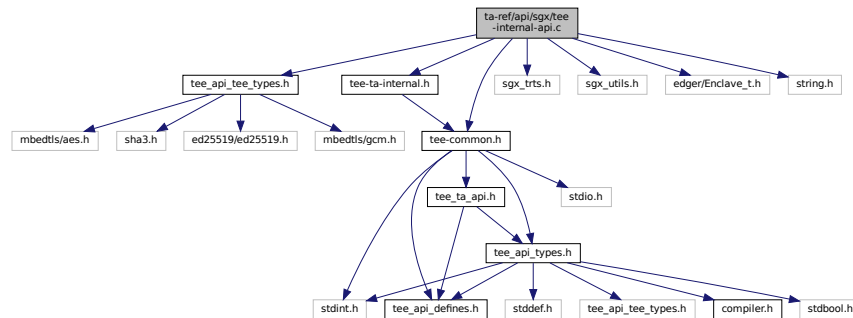 ta-ref/api/sgx/tee
-internal-api.c
tee_api_tee_types.h
tee-ta-internal.h
sgx_trts.h
sgx_utils.h
edger/Enclave_t.h
string.h
mbedtls/aes.h
sha3.h
ed25519/ed25519.h
mbedtls/gcm.h
tee-common.h
tee_ta_api.h
stdio.h
tee_api_types.h
stdint.h
tee_api_defines.h
stddef.h
tee_api_tee_types.h
compiler.h
stdbool.h